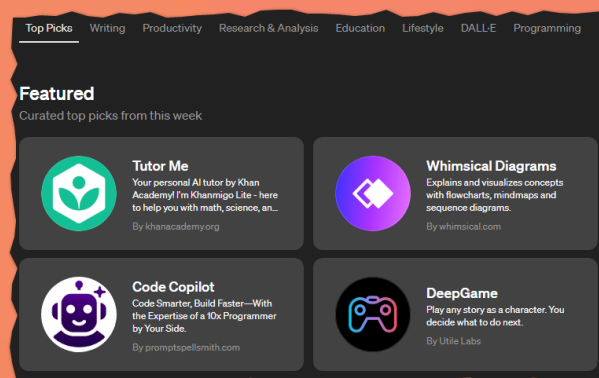 Top Picks Writing Productivity Research & Analysis Education Lifestyle DALL·E Programming
Featured
Curated top picks from this week
Tutor Me
Your personal AI tutor by Khan
Academy! I'm Khanmigo Lite - here
to help you with math, science, an...
By khanacademy.org
Whimsical Diagrams
Explains and visualizes concepts
with flowcharts, mindmaps and
sequence diagrams.
By whimsical.com
Code Copilot
Code Smarter, Build Faster—With
the Expertise of a 10x Programmer
by Your Side.
By promptspellsmith.com
DeepGame
Play any story as a character. You
decide what to do next.
By Utile Labs